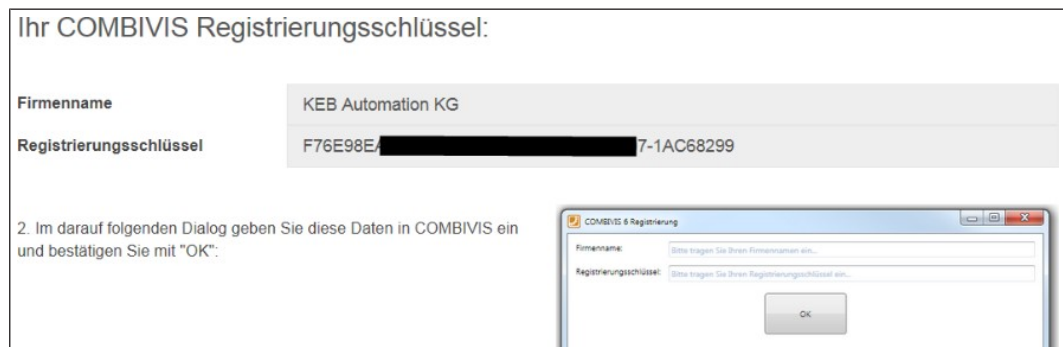 Ihr COMBIVIS Registrierungsschlüssel:
Firmenname KEB Automation KG
Registrierungsschlüssel F76E98EA 7-1AC68299
2. Im darauf folgenden Dialog geben Sie diese Daten in COMBIVIS ein
und bestätigen Sie mit "OK":
COMBIVIS 6 Registrierung
Firmenname: Bitte tragen Sie Ihren Firmennamen ein...
Registrierungsschlüssel: Bitte tragen Sie Ihren Registrierungsschlüssel ein...
OK